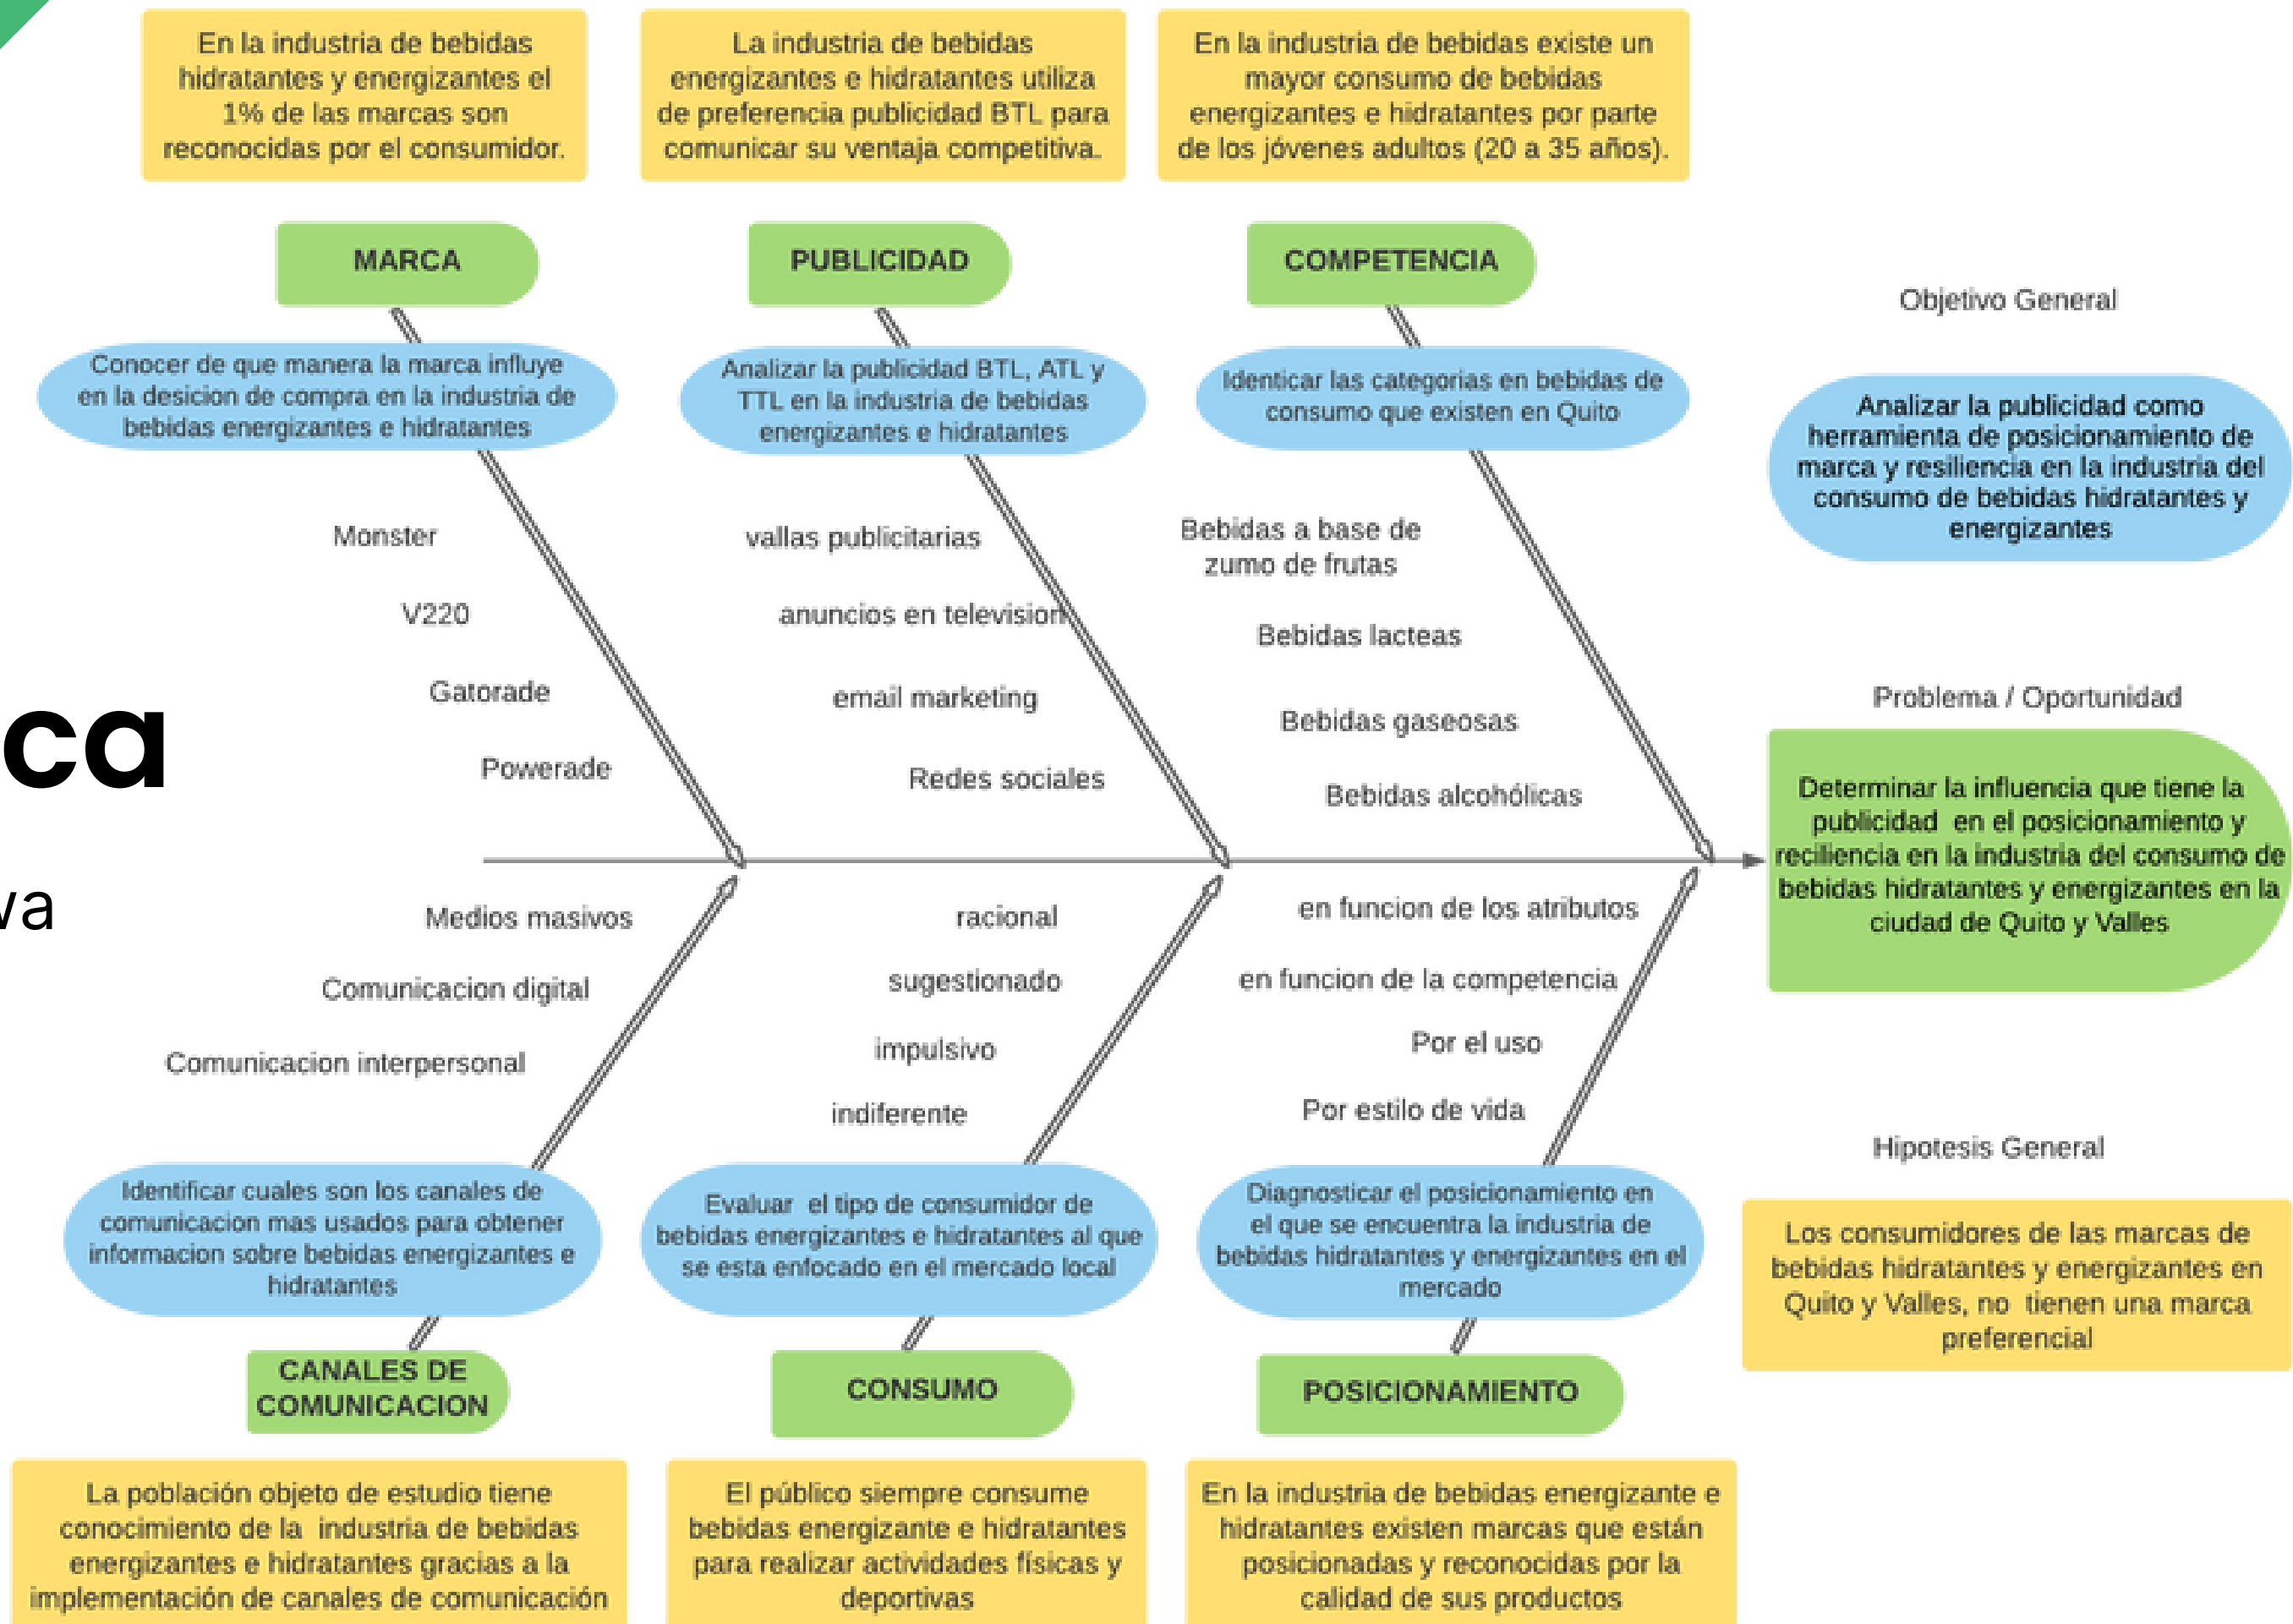 En la industria de bebidas
hidratantes y energizantes el
1% de las marcas son
reconocidas por el consumidor.
La industria de bebidas
energizantes e hidratantes utiliza
de preferencia publicidad BTL para
comunicar su ventaja competitiva.
En la industria de bebidas existe un
mayor consumo de bebidas
energizantes e hidratantes por parte
de los jóvenes adultos (20 a 35 años).
MARCA
PUBLICIDAD
COMPETENCIA
Conocer de que manera la marca influye
en la desicion de compra en la industria de
bebidas energizantes e hidratantes
Analizar la publicidad BTL, ATL y
TTL en la industria de bebidas
energizantes e hidratantes
Identicar las categorias en bebidas de
consumo que existen en Quito
Objetivo General
Analizar la publicidad como
herramienta de posicionamiento de
marca y resiliencia en la industria del
consumo de bebidas hidratantes y
energizantes
Monster
V220
Gatorade
Powerade
vallas publicitarias
anuncios en television
email marketing
Redes sociales
Bebidas a base de
zumo de frutas
Bebidas lacteas
Bebidas gaseosas
Bebidas alcohólicas
Problema / Oportunidad
Determinar la influencia que tiene la
publicidad en el posicionamiento y
reciliencia en la industria del consumo de
bebidas hidratantes y energizantes en la
ciudad de Quito y Valles
ca
wa
Medios masivos
Comunicacion digital
Comunicacion interpersonal
racional
sugestionado
impulsivo
indiferente
en funcion de los atributos
en funcion de la competencia
Por el uso
Por estilo de vida
Hipotesis General
Los consumidores de las marcas de
bebidas hidratantes y energizantes en
Quito y Valles, no tienen una marca
preferencial
Identificar cuales son los canales de
comunicacion mas usados para obtener
informacion sobre bebidas energizantes e
hidratantes
Evaluar el tipo de consumidor de
bebidas energizantes e hidratantes al que
se esta enfocado en el mercado local
Diagnosticar el posicionamiento en
el que se encuentra la industria de
bebidas hidratantes y energizantes en el
mercado
CANALES DE
COMUNICACION
CONSUMO
POSICIONAMIENTO
La población objeto de estudio tiene
conocimiento de la industria de bebidas
energizantes e hidratantes gracias a la
implementación de canales de comunicación
El público siempre consume
bebidas energizante e hidratantes
para realizar actividades físicas y
deportivas
En la industria de bebidas energizante e
hidratantes existen marcas que están
posicionadas y reconocidas por la
calidad de sus productos